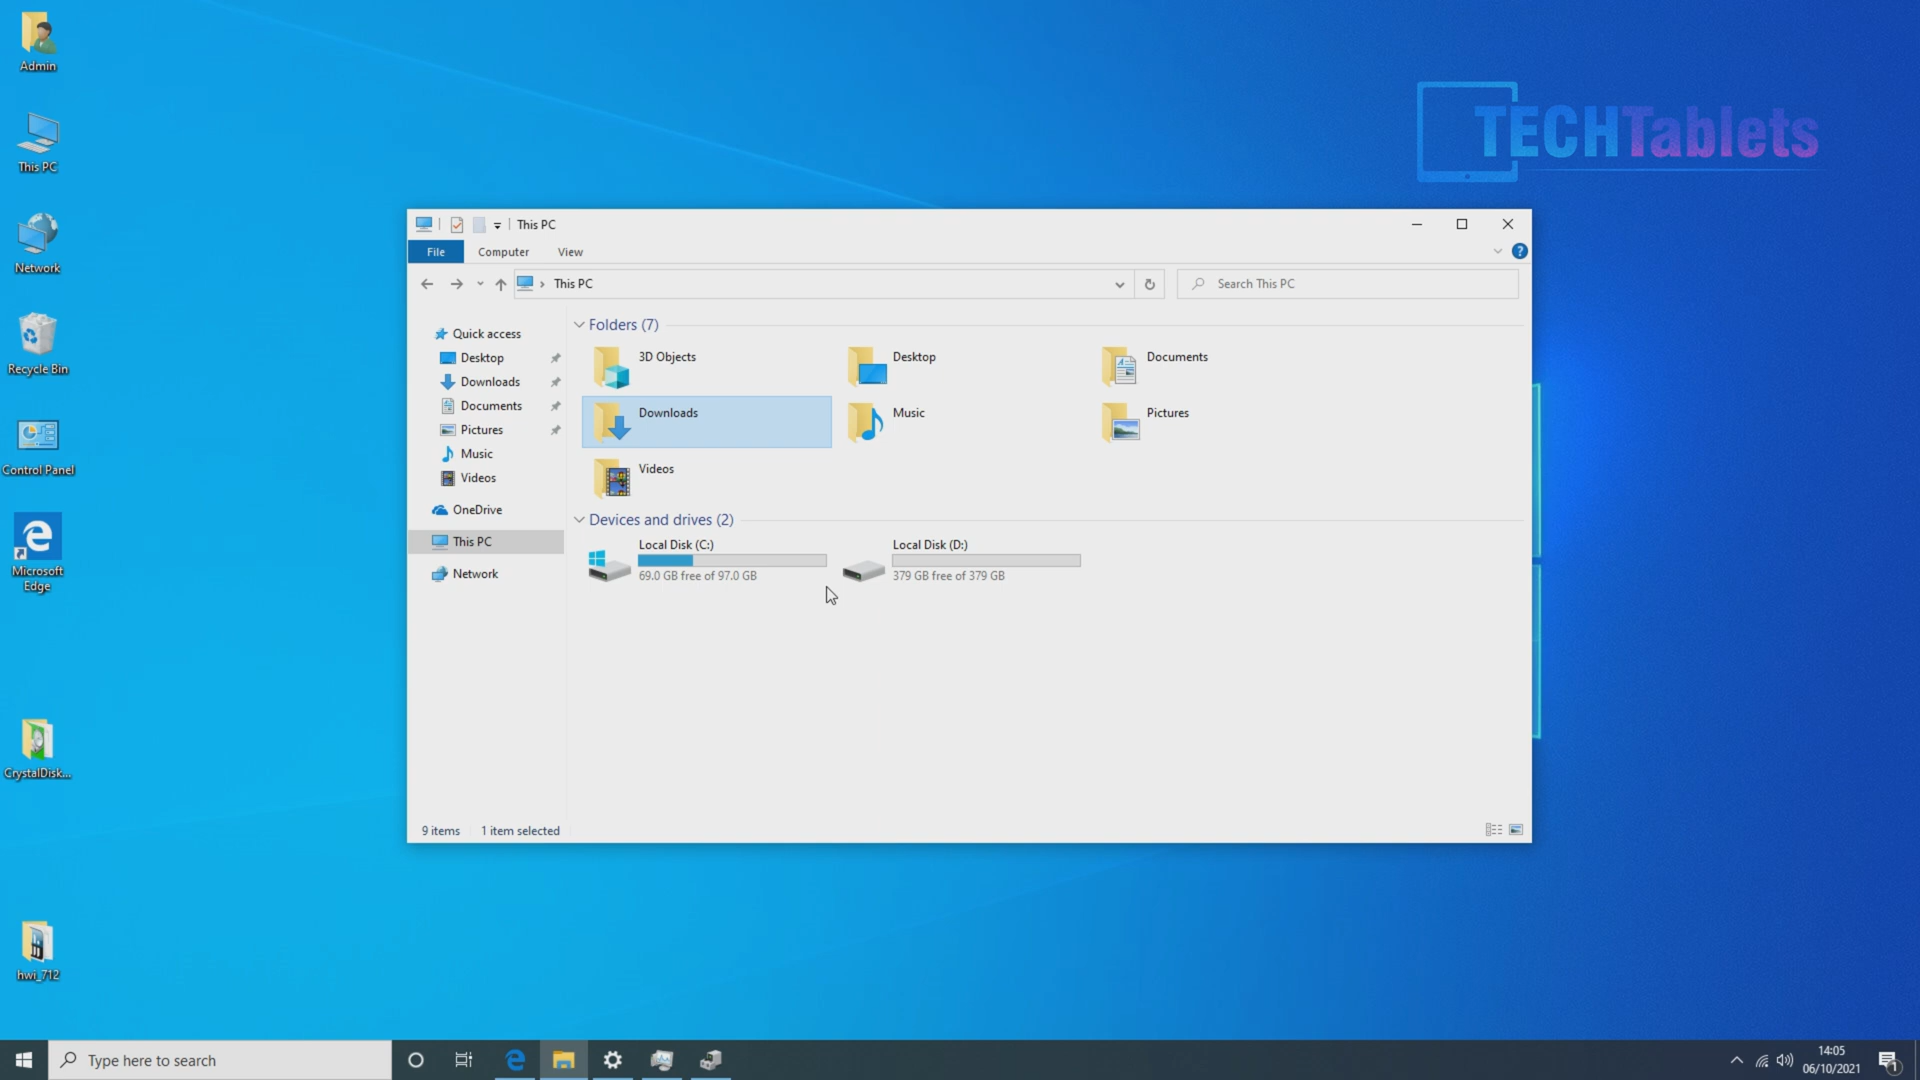 Admin
This PC
Network
Recycle Bin
Control Panel
Microsoft
Edge
CrystalDisk...
hwi_712
TECHTablets
This PC
File
Computer
View
This PC
Search This PC
Quick access
Desktop
Downloads
Documents
Pictures
Music
Videos
OneDrive
This PC
Network
Folders (7)
3D Objects
Desktop
Documents
Downloads
Music
Pictures
Videos
Devices and drives (2)
Local Disk (C:)
69.0 GB free of 97.0 GB
Local Disk (D:)
379 GB free of 379 GB
9 items
1 item selected
Type here to search
14:05
06/10/2021
1